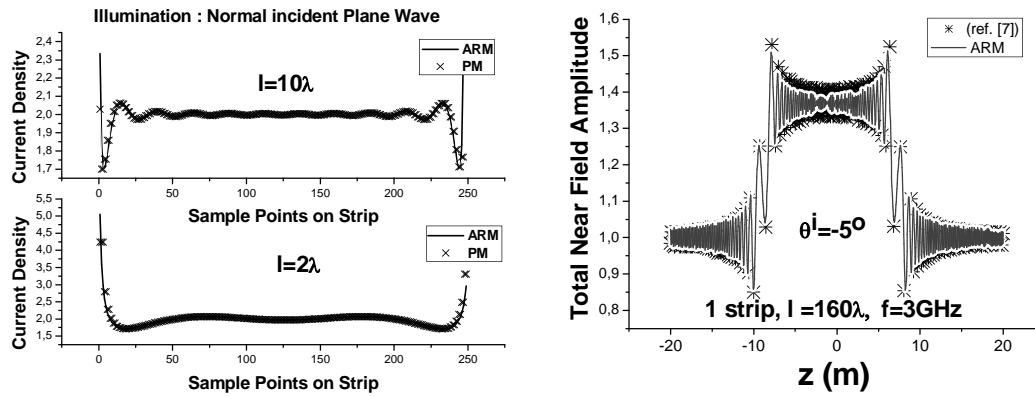 Illumination : Normal incident Plane Wave
Current Density
2,4
2,3
2,2
2,1
2,0
1,9
1,8
1,7
ARM
PM
l=10λ
0 50 100 150 200 250
Sample Points on Strip
Current Density
5,5
5,0
4,5
4,0
3,5
3,0
2,5
2,0
1,5
ARM
PM
l=2λ
0 50 100 150 200 250
Sample Points on Strip
Total Near Field Amplitude
1,6
1,5
1,4
1,3
1,2
1,1
1,0
0,9
0,8
(ref. [7])
ARM
θi=-5o
1 strip, l =160λ, f=3GHz
-20 -10 0 10 20
z (m)